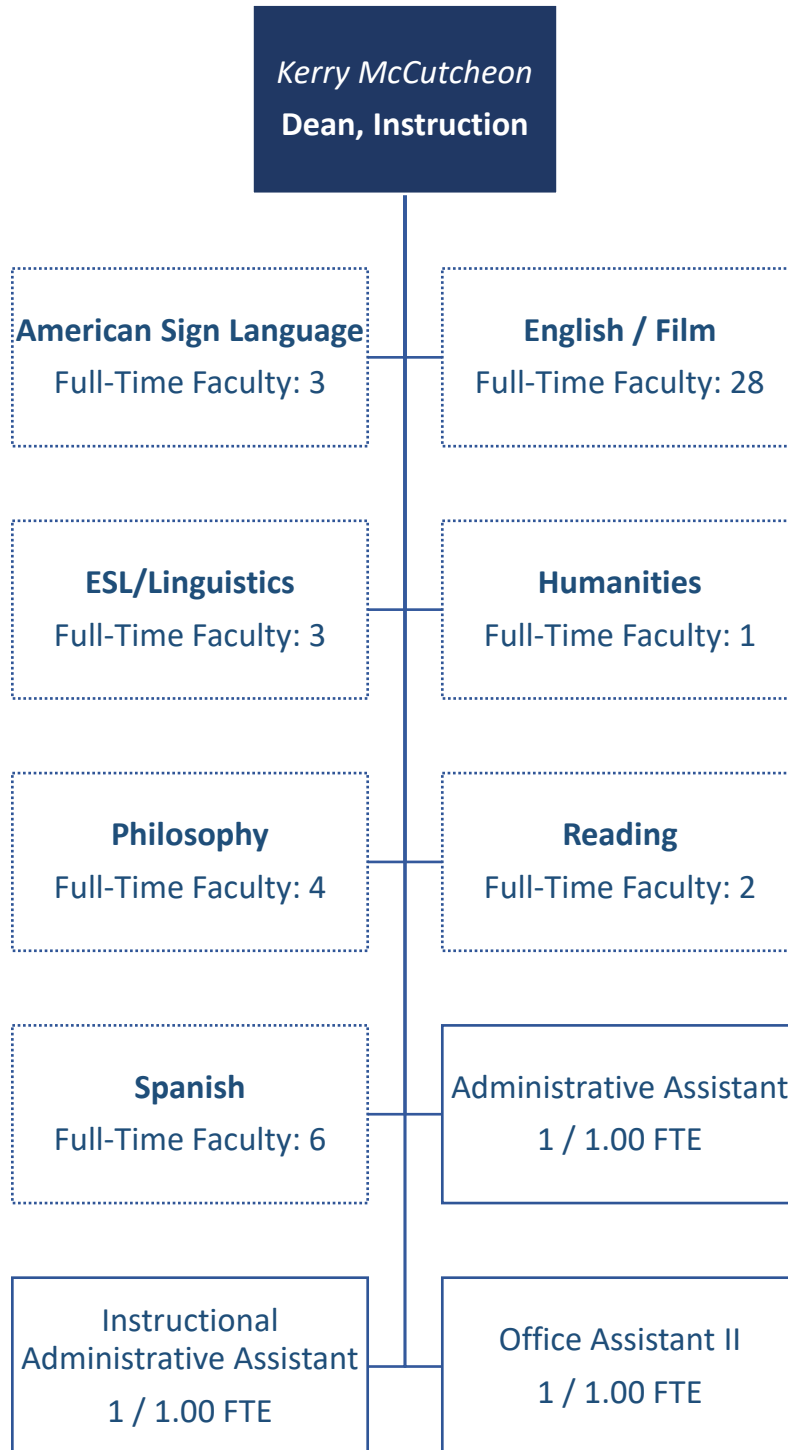 Kerry McCutcheon
Dean, Instruction
American Sign Language
Full-Time Faculty: 3
English / Film
Full-Time Faculty: 28
ESL/Linguistics
Full-Time Faculty: 3
Humanities
Full-Time Faculty: 1
Philosophy
Full-Time Faculty: 4
Reading
Full-Time Faculty: 2
Spanish
Full-Time Faculty: 6
Administrative Assistant
1 / 1.00 FTE
Instructional
Administrative Assistant
1 / 1.00 FTE
Office Assistant II
1 / 1.00 FTE